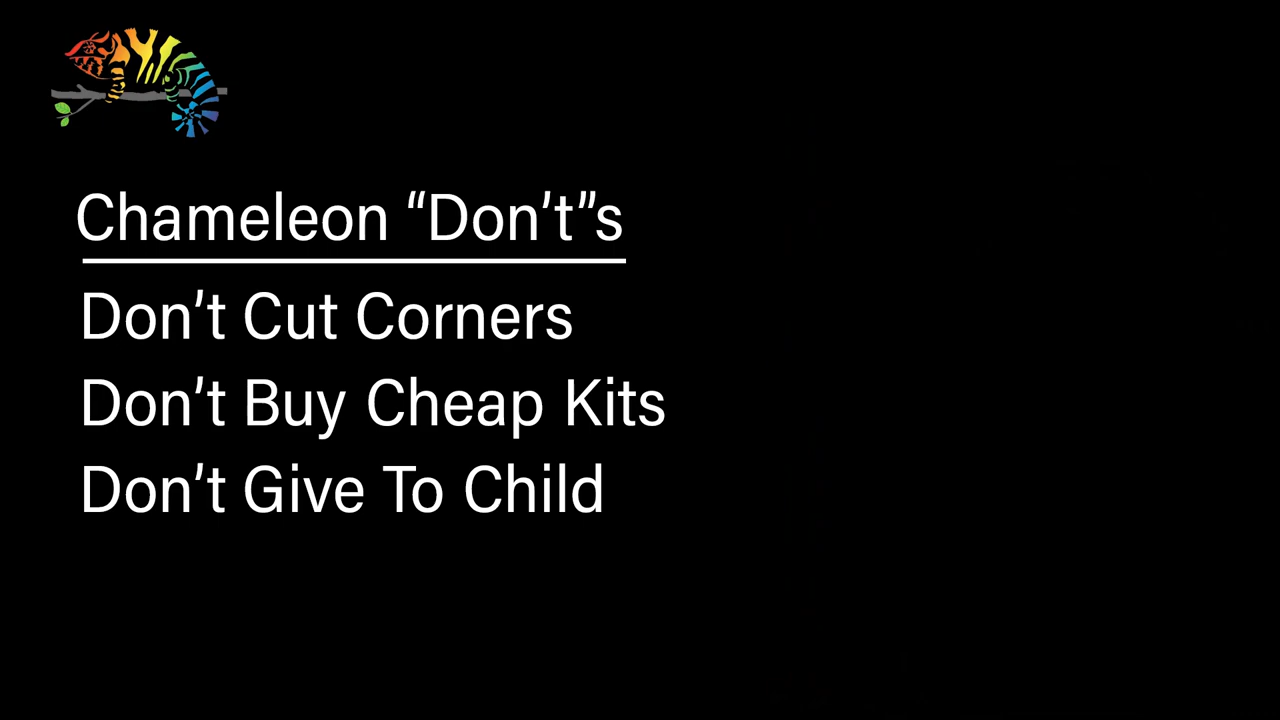 Chameleon “Don’t”s
Don’t Cut Corners
Don’t Buy Cheap Kits
Don’t Give To Child